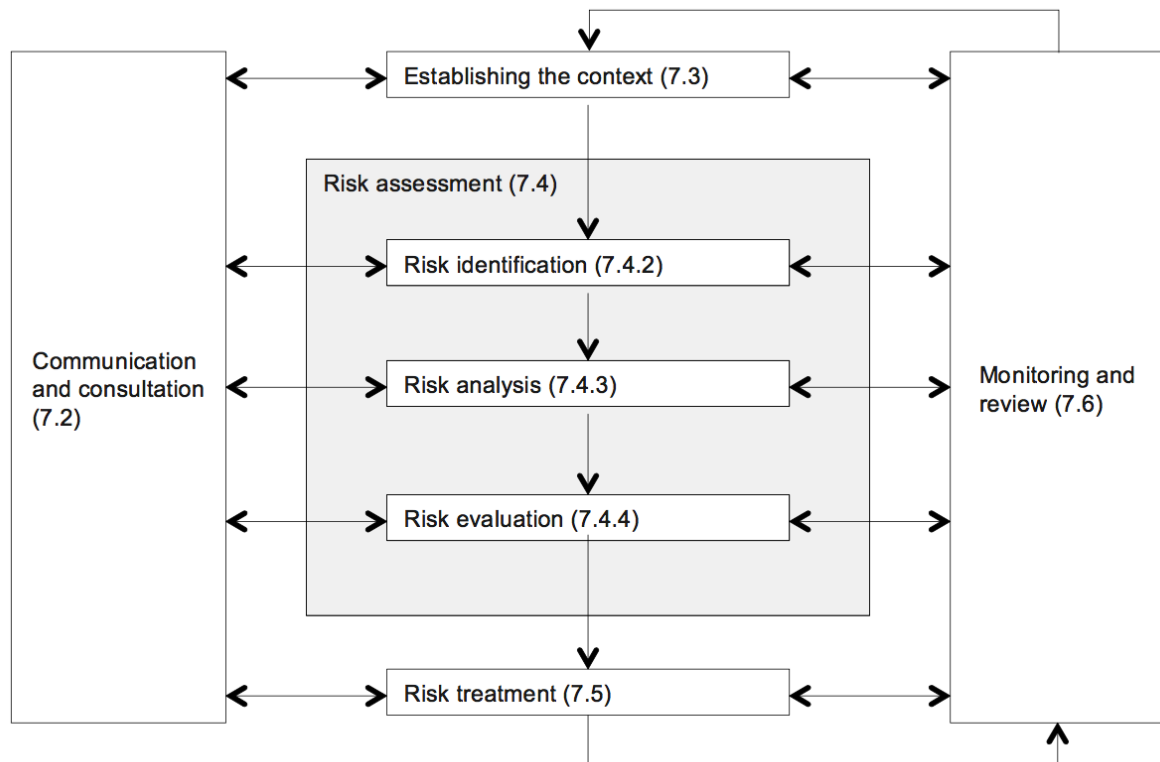 Establishing the context (7.3)
Risk assessment (7.4)
Risk identification (7.4.2)
Communication
and consultation
(7.2)
Risk analysis (7.4.3)
Monitoring and
review (7.6)
Risk evaluation (7.4.4)
Risk treatment (7.5)